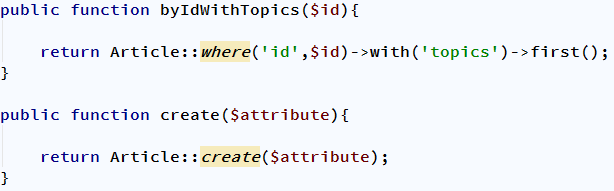 public function byIdWithTopics($id){
return Article::where('id',$id)->with('topics')->first();
}
public function create($attribute){
return Article::create($attribute);
}